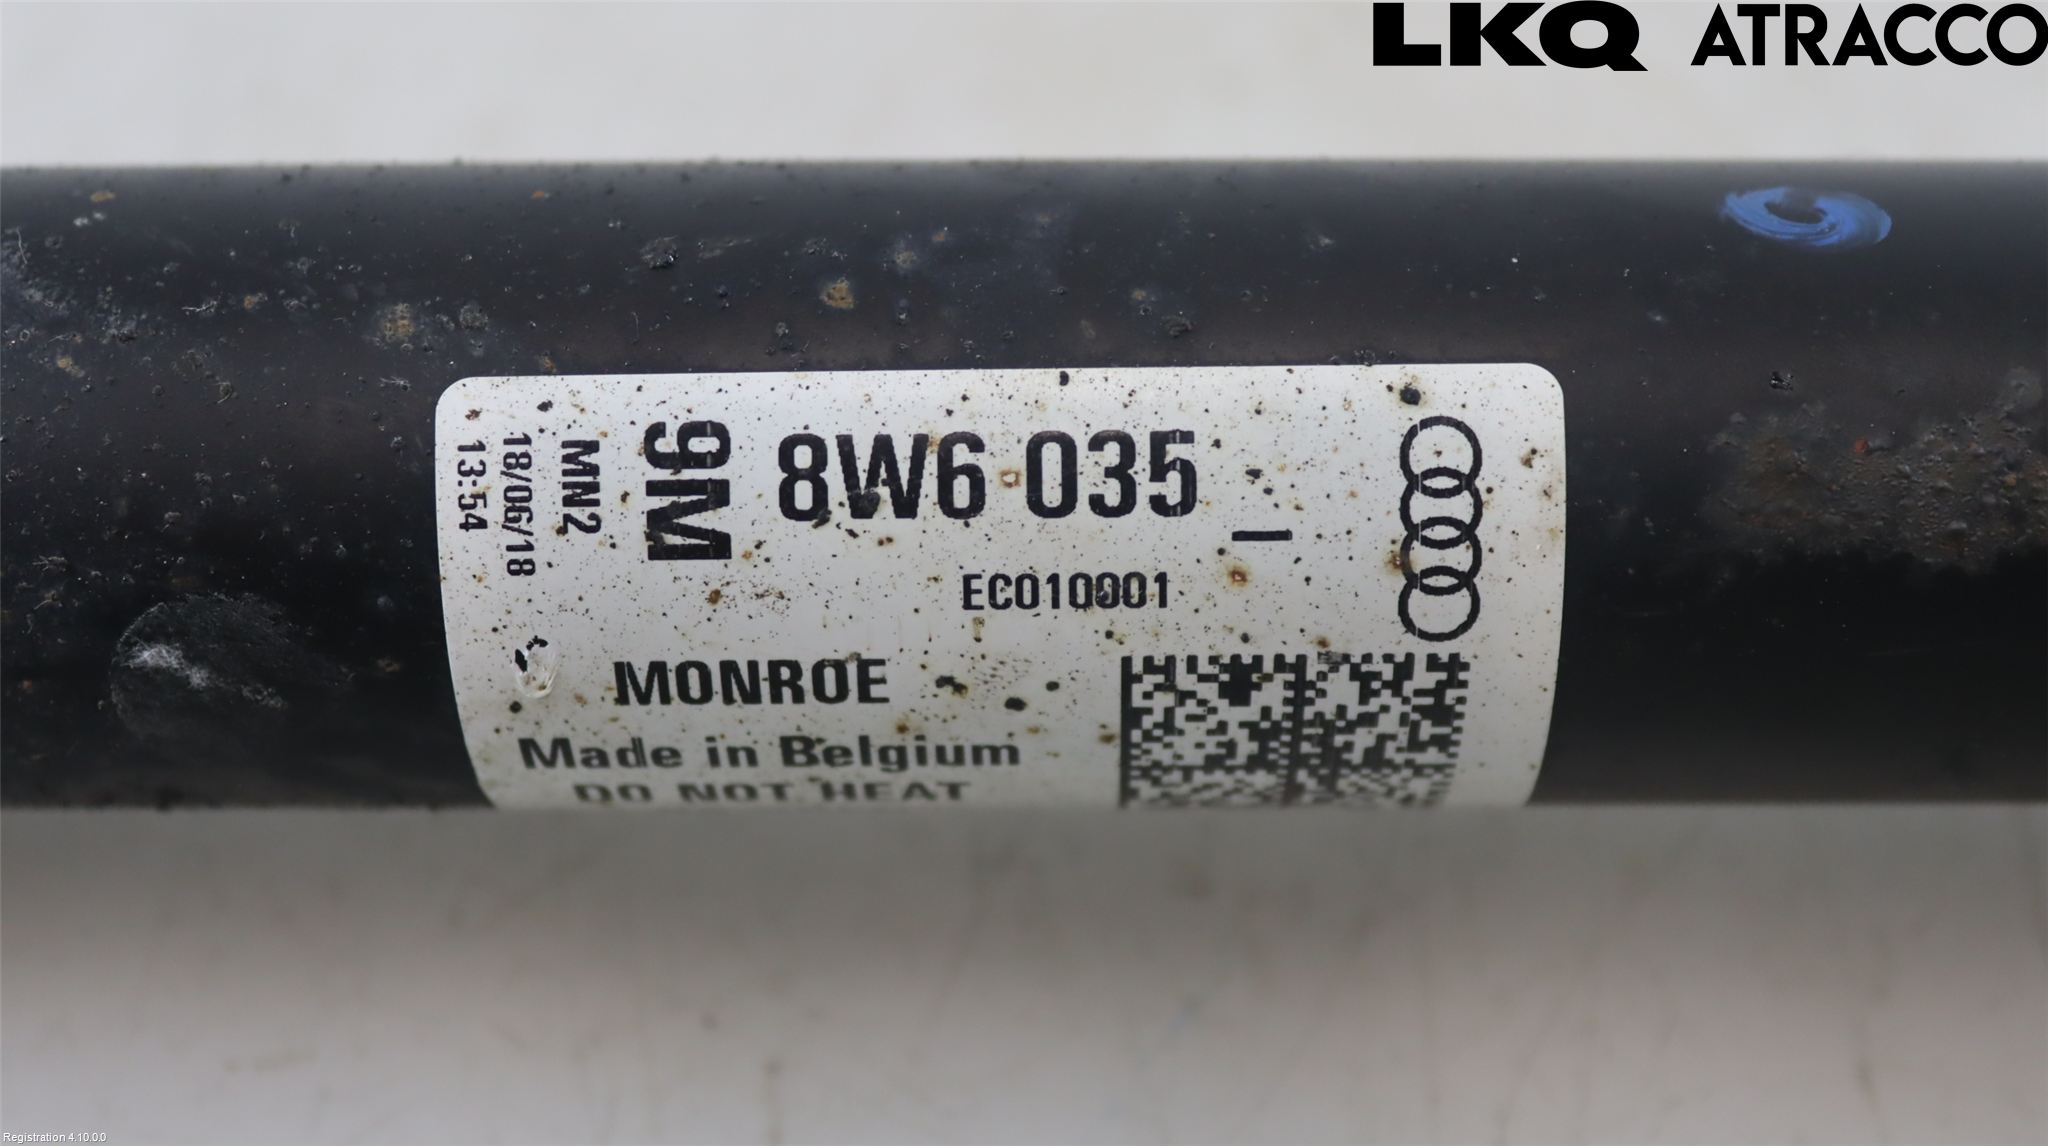 LKQ ATRACCO
9M
8W6 035 _
MN2
18/06/18
13:54
EC010001
MONROE
Made in Belgium
DO NOT HEAT
Registration 4.10.0.0